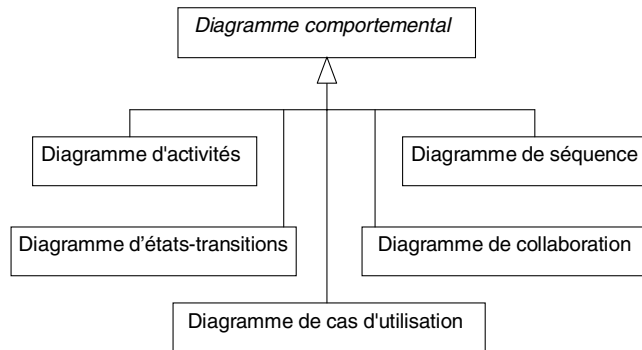 Diagramme comportemental
Diagramme d'activités
Diagramme de séquence
Diagramme d'états-transitions
Diagramme de collaboration
Diagramme de cas d'utilisation